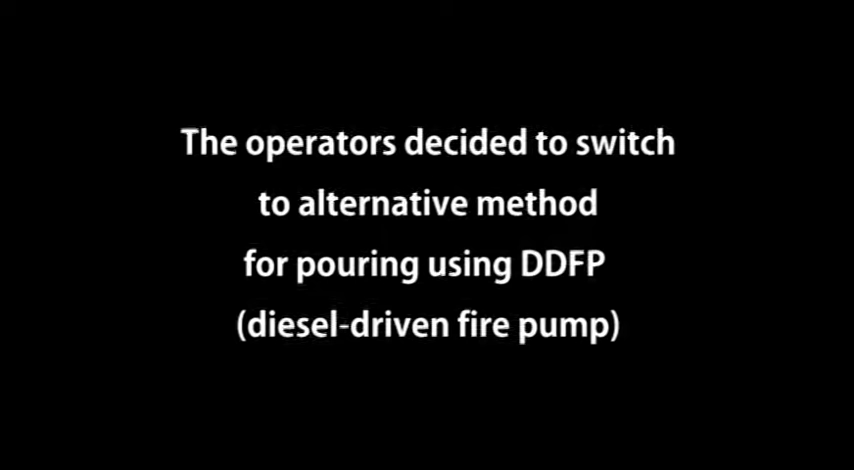 The operators decided to switch
to alternative method
for pouring using DDFP
(diesel-driven fire pump)